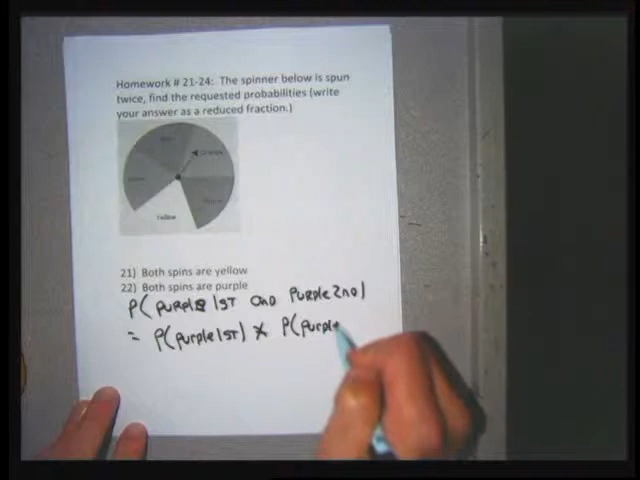 Homework # 21-24: The spinner below is spun
twice, find the requested probabilities (write
your answer as a reduced fraction.)
Yellow
21) Both spins are yellow
22) Both spins are purple
P(purple 1ST and purple 2nd)
= P(purple 1ST) × P(purple